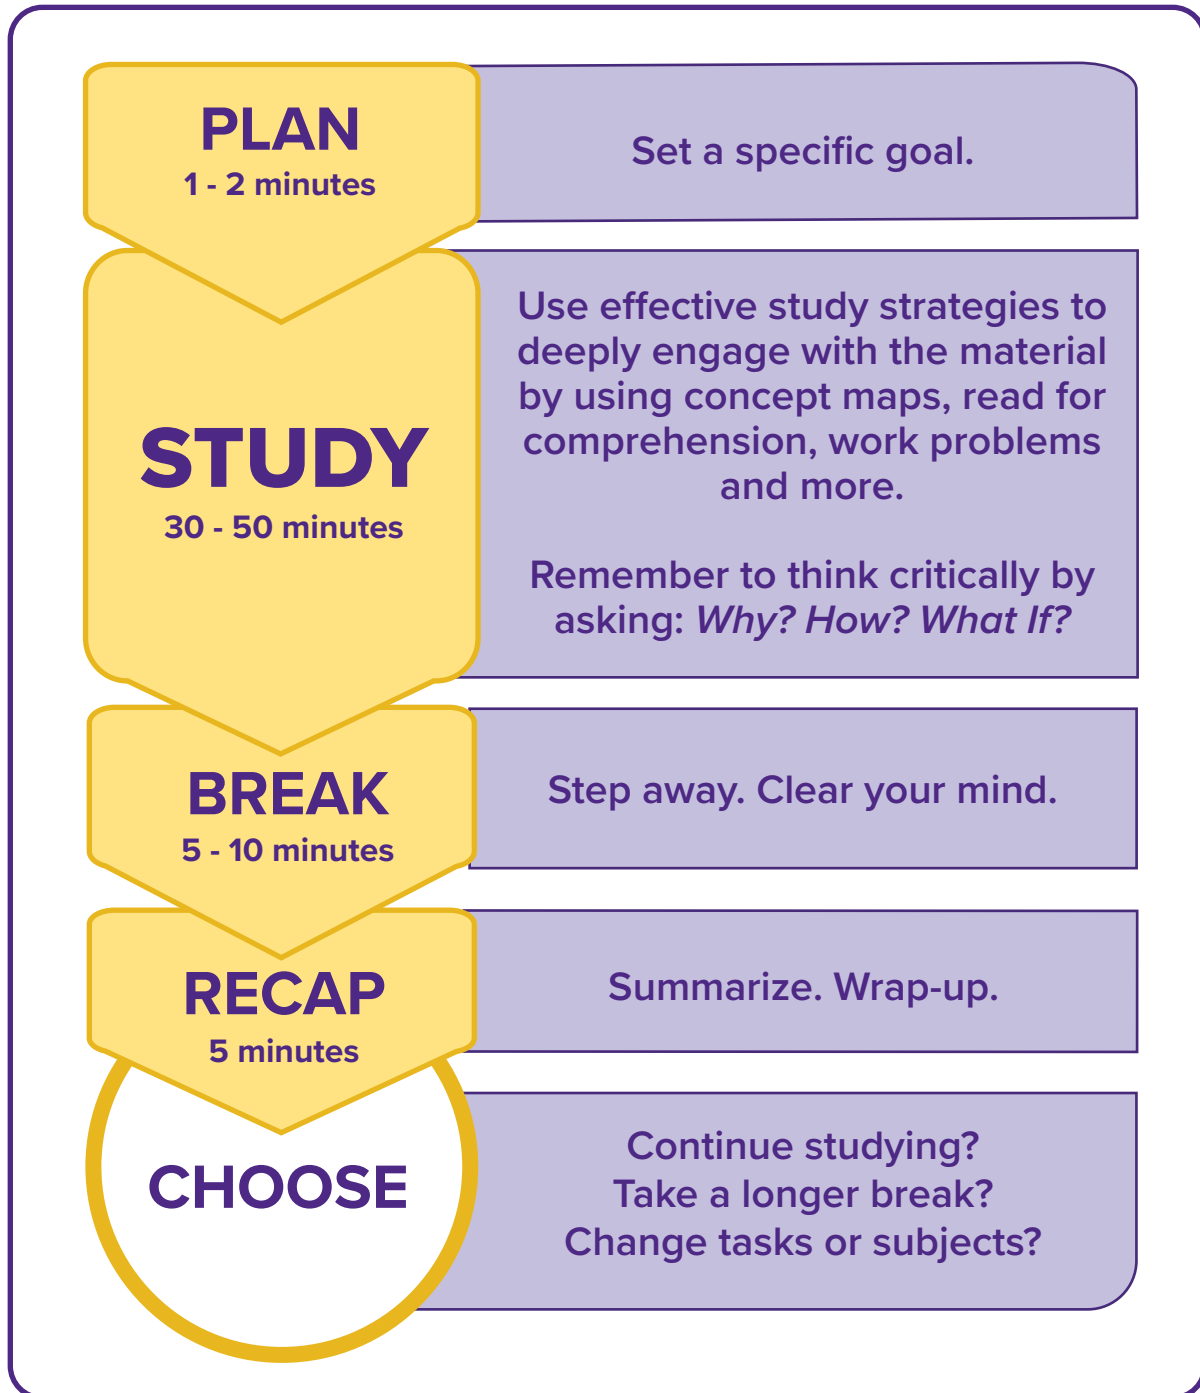 PLAN
1 - 2 minutes
Set a specific goal.
STUDY
30 - 50 minutes
Use effective study strategies to
deeply engage with the material
by using concept maps, read for
comprehension, work problems
and more.
Remember to think critically by
asking: Why? How? What If?
BREAK
5 - 10 minutes
Step away. Clear your mind.
RECAP
5 minutes
Summarize. Wrap-up.
CHOOSE
Continue studying?
Take a longer break?
Change tasks or subjects?